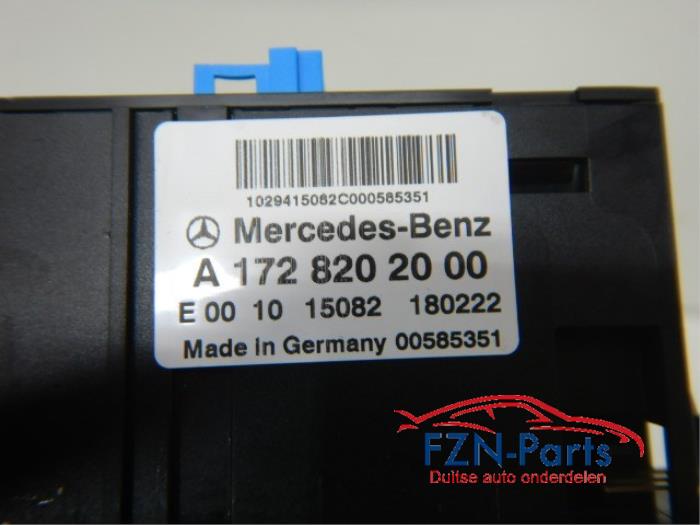 1029415082C000585351
Mercedes-Benz
A 172 820 20 00
E 00 10 15082 180222
Made in Germany 00585351
FZN-Parts
Duitse auto onderdelen